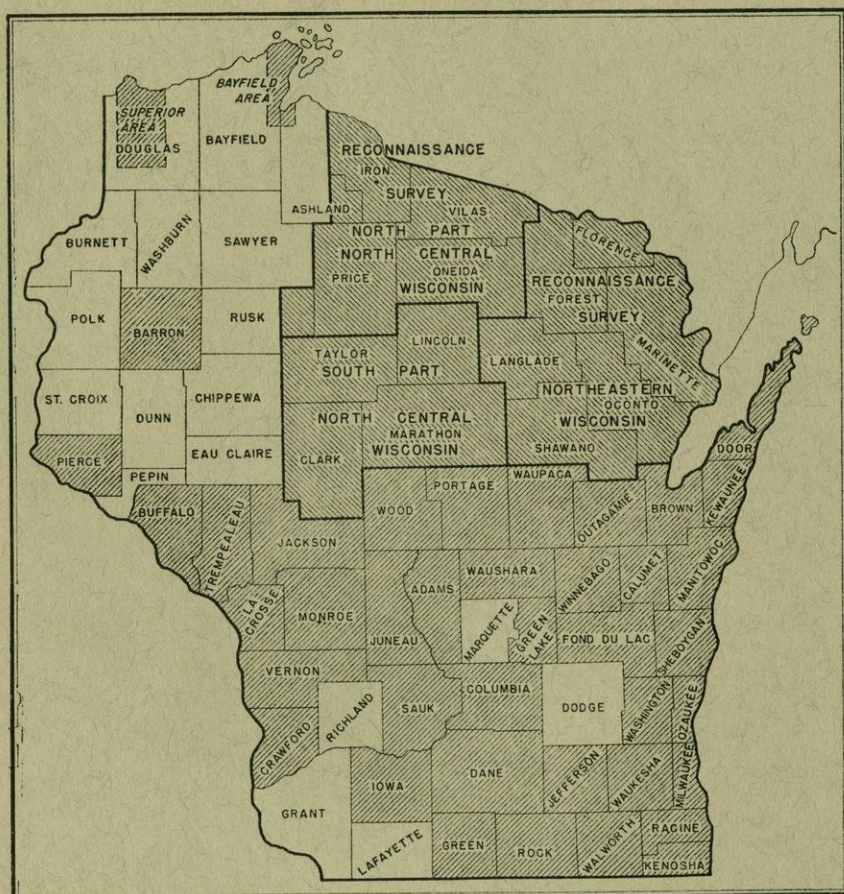 BAYFIELD
AREA
SUPERIOR
AREA
DOUGLAS
BAYFIELD
RECONNAISSANCE
IRON
SURVEY
ASHLAND
VILAS
NORTH PART
FLORENCE
BURNETT
WASHBURN
SAWYER
NORTH CENTRAL
PRICE
ONEIDA
WISCONSIN
RECONNAISSANCE
FOREST
SURVEY
POLK
BARRON
RUSK
MARINETTE
LINCOLN
TAYLOR
SOUTH PART
LANGLADE
ST. CROIX
DUNN
CHIPPEWA
NORTH CENTRAL
MARATHON
WISCONSIN
NORTHEASTERN
OCONTO
WISCONSIN
EAU CLAIRE
CLARK
SHAWANO
DOOR
PIERCE
PEPIN
WAUPACA
PORTAGE
KEWAUNEE
BUFFALO
WOOD
OUTAGAMIE
BROWN
TREMPEALEAU
JACKSON
ADAMS
WAUSHARA
WINNEBAGO
CALUMET
MANITOWOC
LA
CROSSE
MONROE
JUNEAU
MARQUETTE
GREEN
LAKE
FOND DU LAC
SHEBOYGAN
VERNON
COLUMBIA
RICHLAND
SAUK
DODGE
WASHINGTON
OZAUKEE
CRAWFORD
IOWA
DANE
JEFFERSON
WAUKESHA
MILWAUKEE
GRANT
LAFAYETTE
GREEN
ROCK
WALWORTH
RACINE
KENOSHA